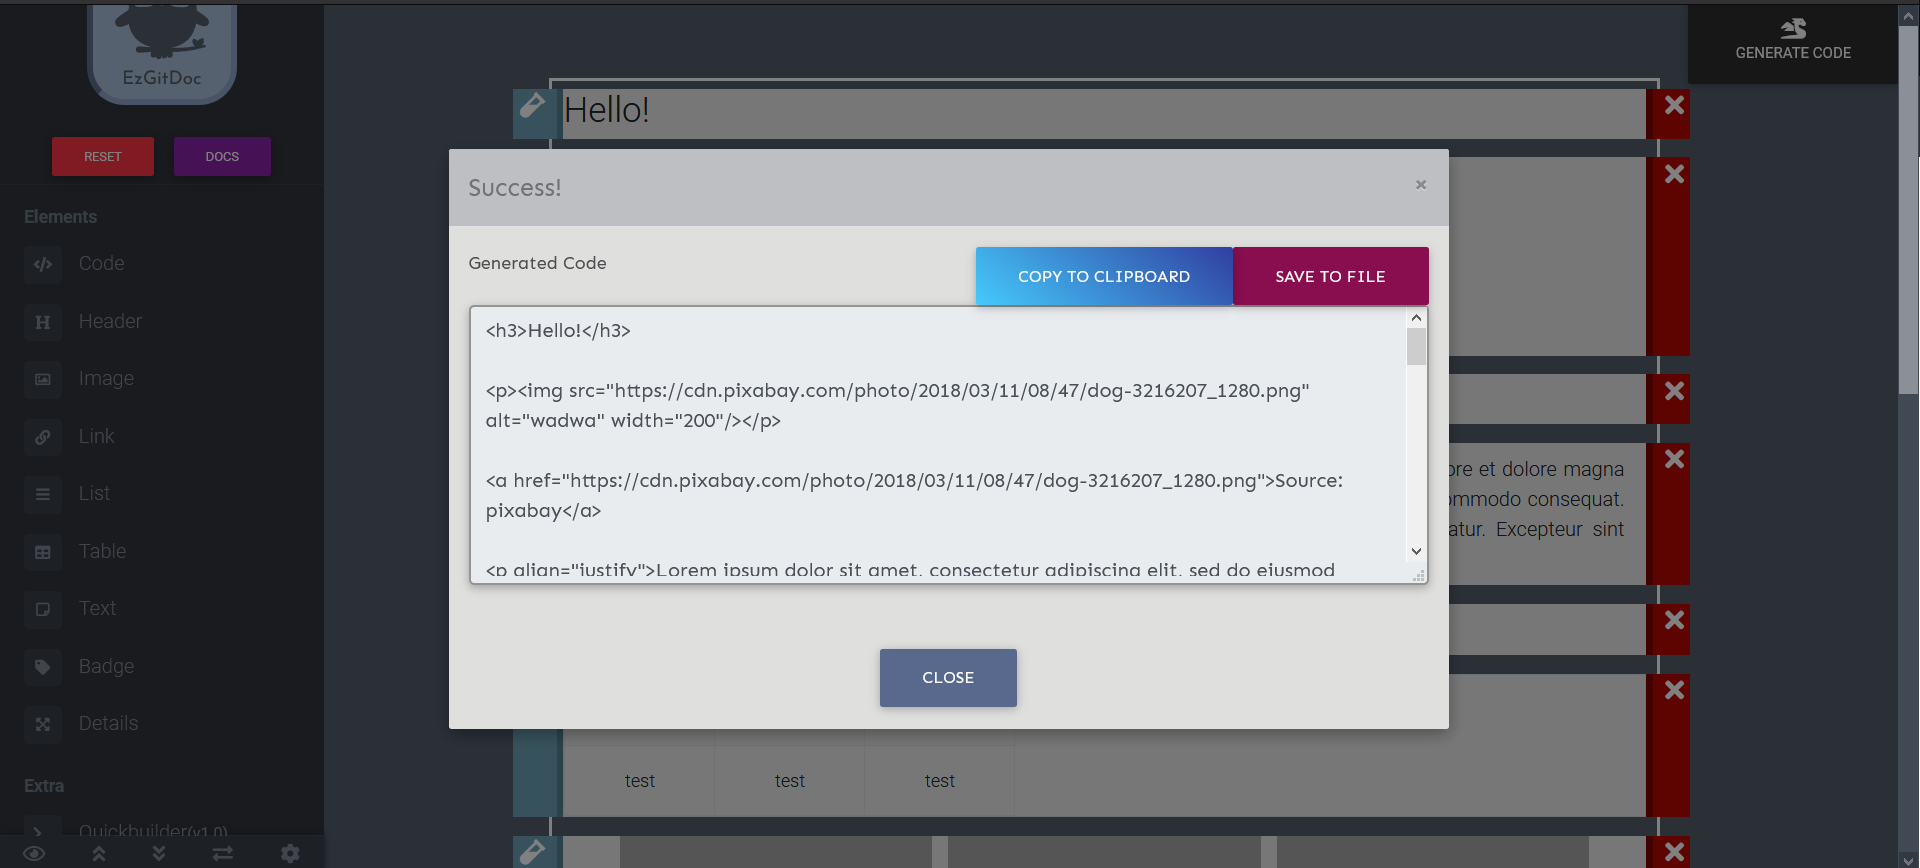 EzGitDoc
RESET
DOCS
Elements
Code
Header
Image
Link
List
Table
Text
Badge
Details
Extra
Quickbuilder(v1.0)
GENERATE CODE
Hello!
Success!
×
Generated Code
COPY TO CLIPBOARD
SAVE TO FILE
<h3>Hello!</h3>
<p><img src="https://cdn.pixabay.com/photo/2018/03/11/08/47/dog-3216207_1280.png"
alt="wadwa" width="200"/></p>
<a href="https://cdn.pixabay.com/photo/2018/03/11/08/47/dog-3216207_1280.png">Source:
pixabay</a>
<p align="justify">Lorem ipsum dolor sit amet, consectetur adipiscing elit, sed do eiusmod
CLOSE
ore et dolore magna
ommodo consequat.
atur. Excepteur sint
test test test